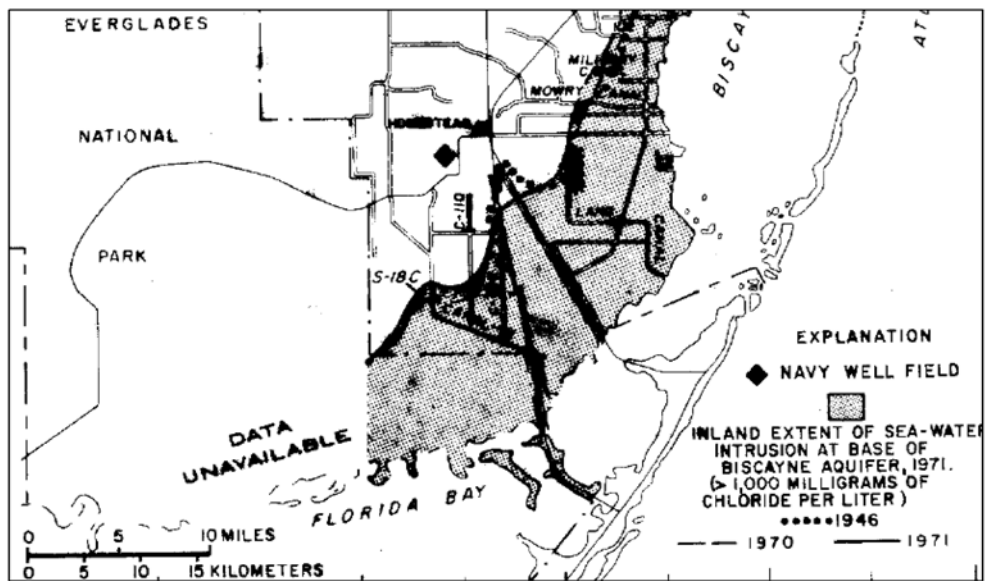 EVERGLADES
BISCAY
AT
MOWRY
HOMESTEAD
NATIONAL
C-110
LAND
CANAL
PARK
S-18C
EXPLANATION
NAVY WELL FIELD
DATA
UNAVAILABLE
INLAND EXTENT OF SEA-WATER
INTRUSION AT BASE OF
BISCAYNE AQUIFER, 1971.
(> 1,000 MILLIGRAMS OF
CHLORIDE PER LITER)
1946
1970 1971
FLORIDA BAY
0 5 10 MILES
0 5 10 15 KILOMETERS